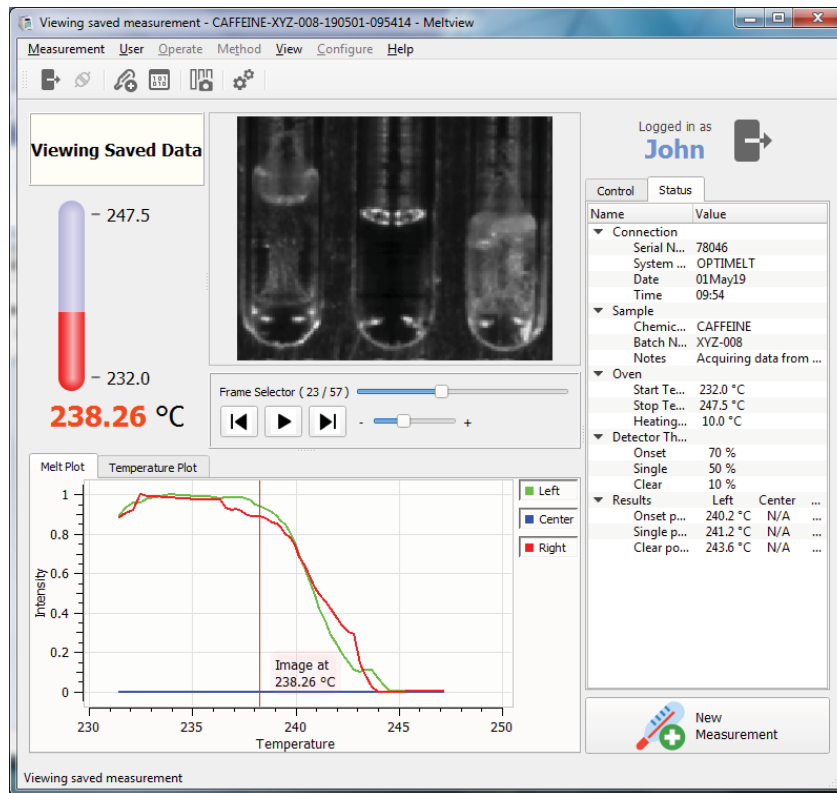 Viewing saved measurement - CAFFEINE-XYZ-008-190501-095414 - Meltview
Measurement User Operate Method View Configure Help
101
010
Viewing Saved Data
247.5
232.0
238.26 °C
Frame Selector ( 23 / 57 )
- +
Logged in as
John
Control Status
Name Value
Connection
Serial N... 78046
System ... OPTIMELT
Date 01May19
Time 09:54
Sample
Chemic... CAFFEINE
Batch N... XYZ-008
Notes Acquiring data from ...
Oven
Start Te... 232.0 °C
Stop Te... 247.5 °C
Heating... 10.0 °C
Detector Th...
Onset 70 %
Single 50 %
Clear 10 %
Results Left Center ...
Onset p... 240.2 °C N/A ...
Single p... 241.2 °C N/A ...
Clear po... 243.6 °C N/A ...
Melt Plot Temperature Plot
Intensity
1
0.8
0.6
0.4
0.2
0
230 235 240 245 250
Temperature
Image at
238.26 ºC
Left
Center
Right
New
Measurement
Viewing saved measurement